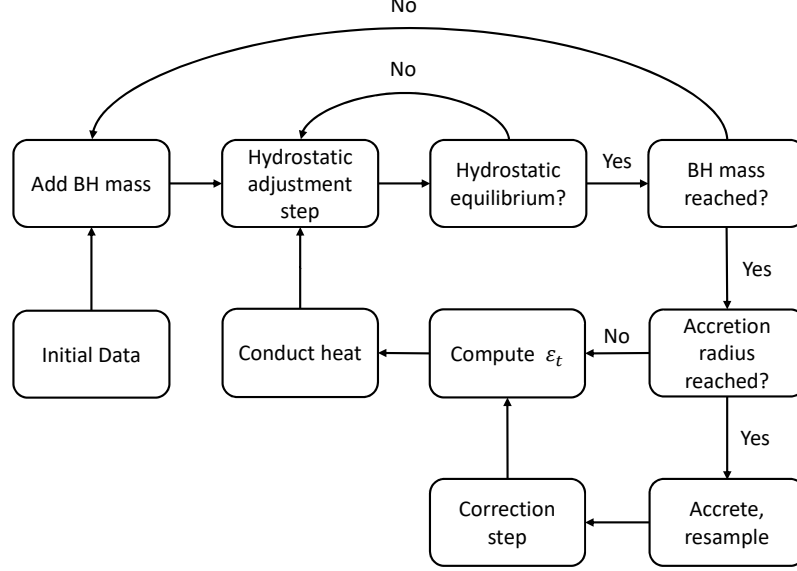 No
No
Add BH mass
Hydrostatic
adjustment
step
Hydrostatic
equilibrium?
Yes
BH mass
reached?
Yes
Initial Data
Conduct heat
Compute ε_t
No
Accretion
radius
reached?
Yes
Correction
step
Accrete,
resample